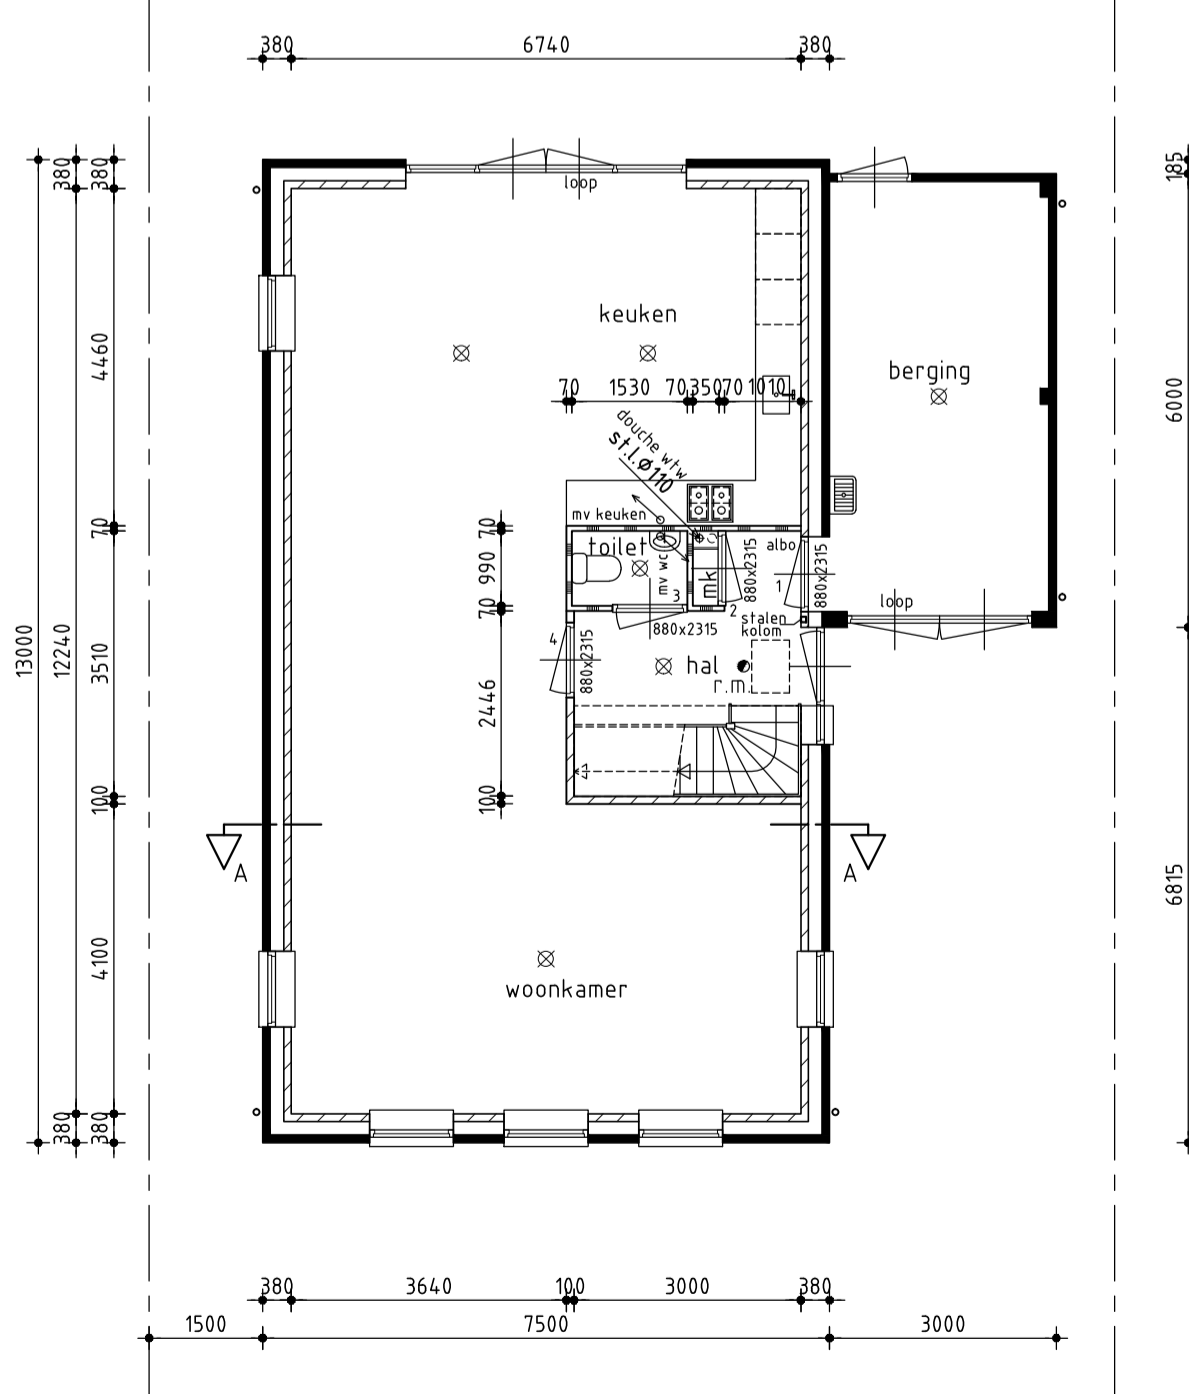 380 6740 380
380
380
185
loop
keuken
4460
berging
6000
70 1530 70 350 70 1010
douche wtw
st.l.ø110
mv keuken
70
70
toilet
albo
990
mv wc
mk
880x2315
1
880x2315
3
2
70
70
loop
stalen
kolom
880x2315
13000
12240
3510
4
880x2315
hal
r.m.
2446
100
100
A
A
6815
4100
woonkamer
380
380
380 3640 100 3000 380
1500 7500 3000